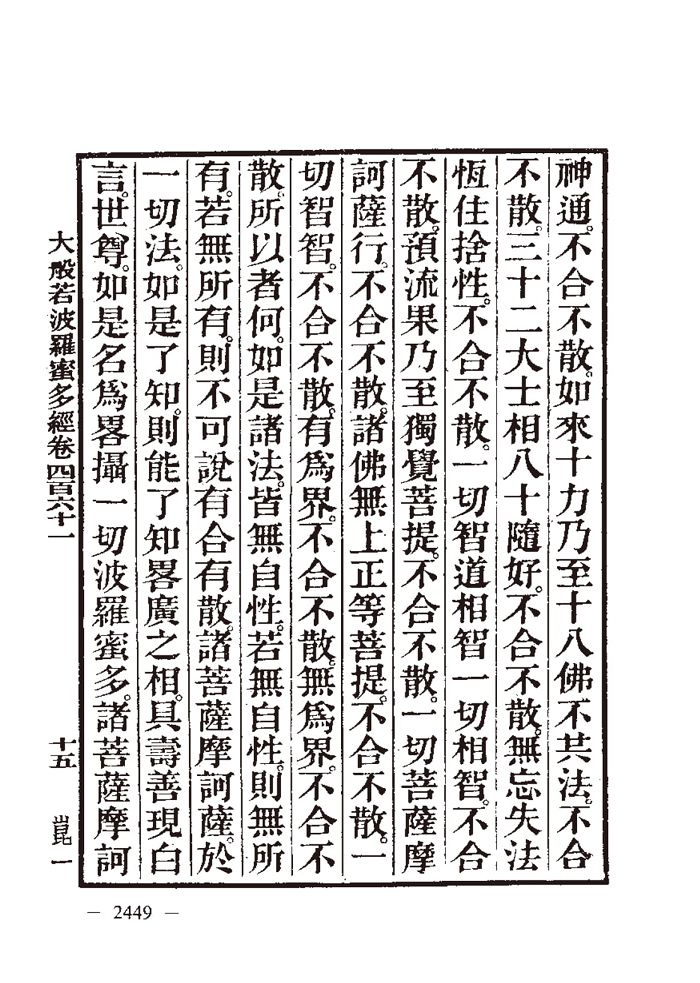 神通。不合不散。如來十力乃至十八佛不共法。不合
不散。三十二大士相八十隨好。不合不散。無忘失法
恆住捨性。不合不散。一切智道相智一切相智。不合
不散。預流果乃至獨覺菩提。不合不散。一切菩薩摩
訶薩行。不合不散。諸佛無上正等菩提。不合不散。一
切智智。不合不散。有爲界。不合不散。無爲界。不合不
散。所以者何。如是諸法。皆無自性。若無自性。則無所
有。若無所有。則不可說有合有散。諸菩薩摩訶薩。於
一切法。如是了知。則能了知畧廣之相。具壽善現白
言。世尊。如是名爲畧攝一切波羅蜜多。諸菩薩摩訶
大般若波羅蜜多經卷四百六十一 十五 崑一
— 2449 —